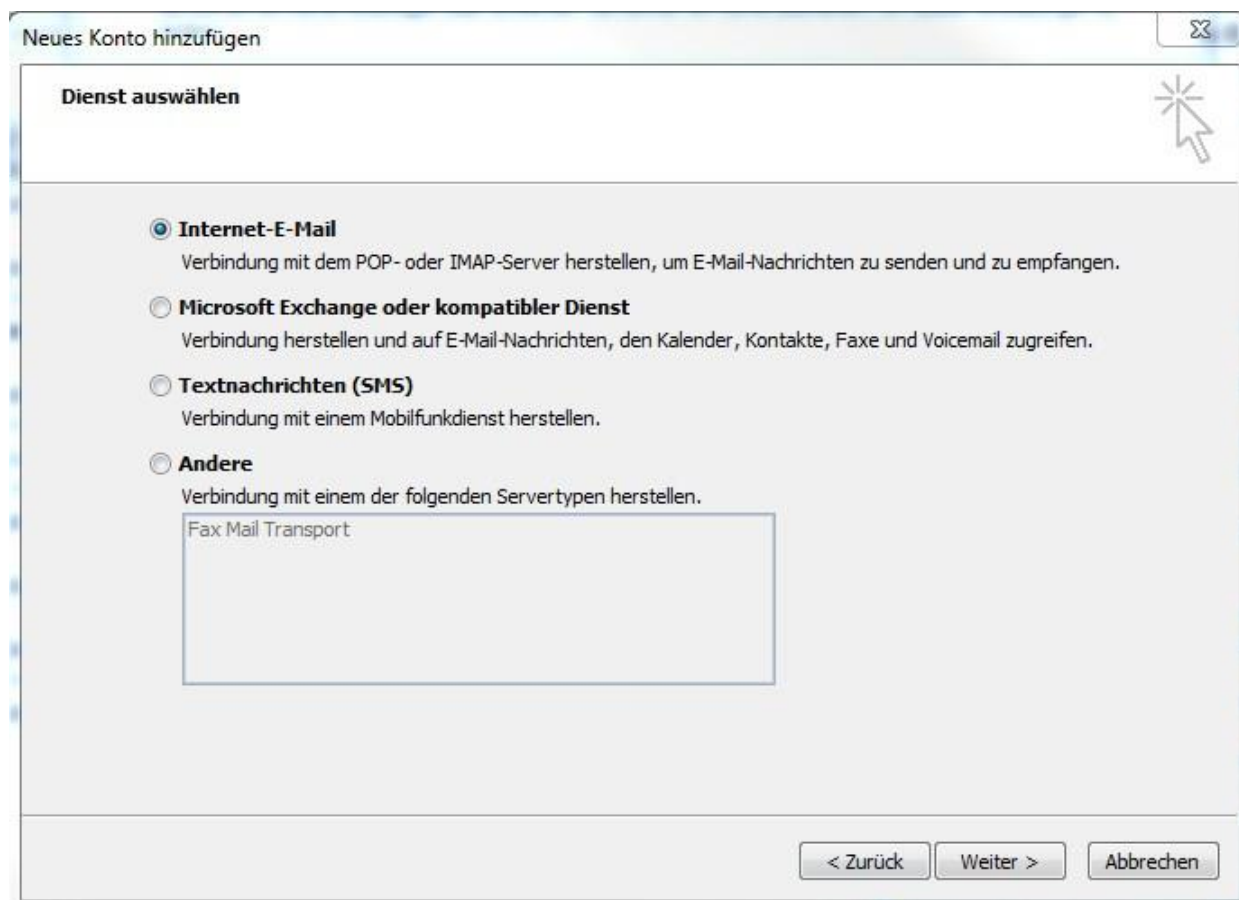 Neues Konto hinzufügen
Dienst auswählen
Internet-E-Mail
Verbindung mit dem POP- oder IMAP-Server herstellen, um E-Mail-Nachrichten zu senden und zu empfangen.
Microsoft Exchange oder kompatibler Dienst
Verbindung herstellen und auf E-Mail-Nachrichten, den Kalender, Kontakte, Faxe und Voicemail zugreifen.
Textnachrichten (SMS)
Verbindung mit einem Mobilfunkdienst herstellen.
Andere
Verbindung mit einem der folgenden Servertypen herstellen.
Fax Mail Transport
< Zurück Weiter > Abbrechen